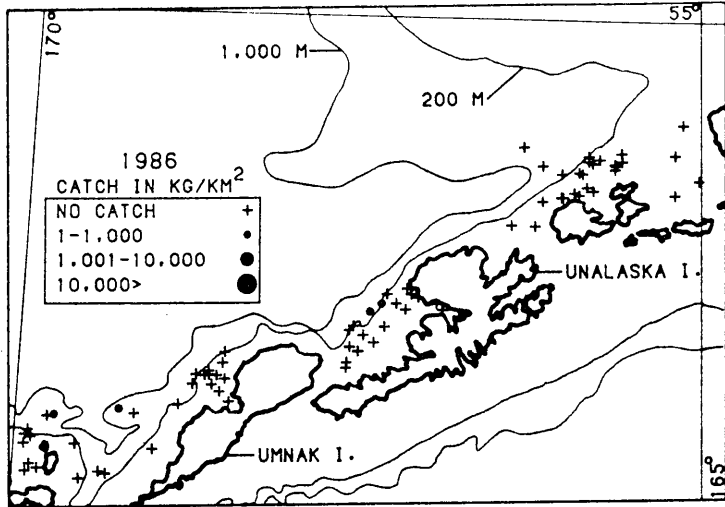 170°
55°
1.000 M
200 M
1986
CATCH IN KG/KM²
NO CATCH +
1-1.000
1.001-10.000
10.000>
UNALASKA I.
UMNAK I.
165°